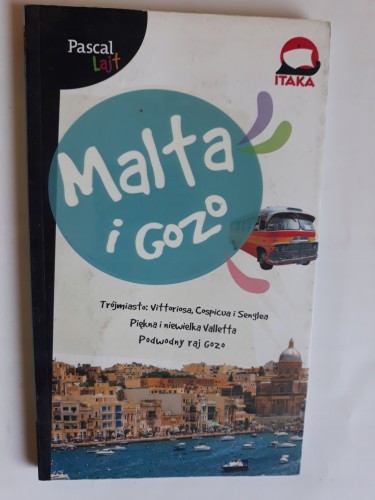 Pascal
Lajt
ITAKA
Malta
i Gozo
Trójmiasto: Vittoriosa, Cospicua i Senglea
Piękna i niewielka Valletta
Podwodny raj Gozo